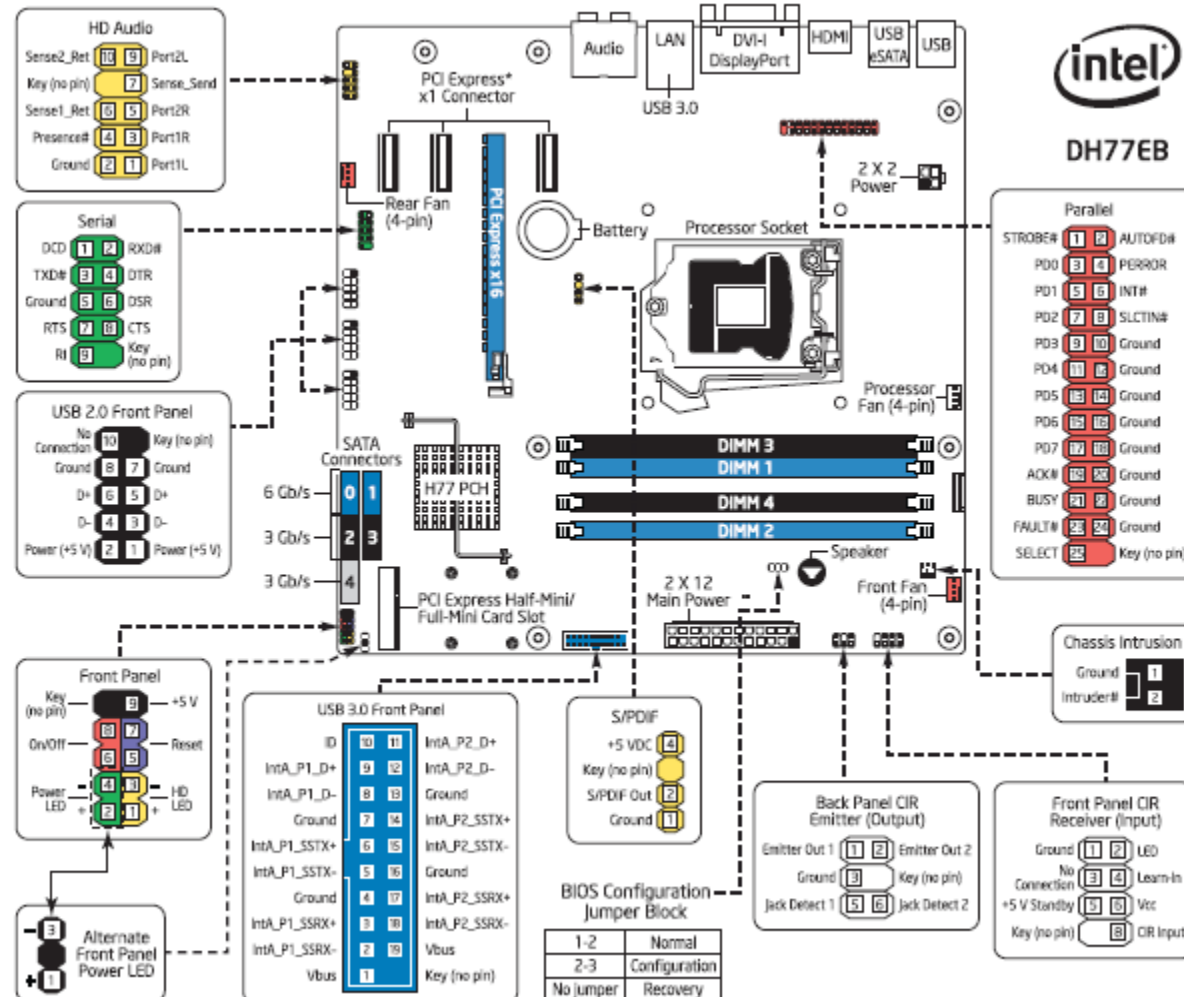 HD Audio
Sense2_Ret 10 9 Port2L
Key (no pin) 7 Sense_Send
Sense1_Ret 6 5 Port2R
Presence# 4 3 Port1R
Ground 2 1 Port1L
Serial
DCD 1 2 RXD#
TXD# 3 4 DTR
Ground 5 6 DSR
RTS 7 8 CTS
RI 9 Key (no pin)
USB 2.0 Front Panel
No Connection 10 Key (no pin)
Ground 8 7 Ground
D+ 6 5 D+
D- 4 3 D-
Power (+5 V) 2 1 Power (+5 V)
Audio
LAN
USB 3.0
DVI-I
DisplayPort
HDMI
USB
eSATA
USB
PCI Express*
x1 Connector
Rear Fan
(4-pin)
PCI Express x16
Battery
Processor Socket
2 X 2
Power
Processor
Fan (4-pin)
SATA
Connectors
6 Gb/s 0 1
3 Gb/s 2 3
3 Gb/s 4
H77 PCH
DIMM 3
DIMM 1
DIMM 4
DIMM 2
Speaker
Front Fan
(4-pin)
2 X 12
Main Power
PCI Express Half-Mini/
Full-Mini Card Slot
intel
DH77EB
Parallel
STROBE# 1 2 AUTOFD#
PD0 3 4 PERROR
PD1 5 6 INT#
PD2 7 8 SLCTIN#
PD3 9 10 Ground
PD4 11 12 Ground
PD5 13 14 Ground
PD6 15 16 Ground
PD7 17 18 Ground
ACK# 19 20 Ground
BUSY 21 22 Ground
FAULT# 23 24 Ground
SELECT 25 Key (no pin)
Chassis Intrusion
Ground 1
Intruder# 2
Front Panel
Key (no pin) 9 +5 V
On/Off 8 7 Reset
6 5
Power LED - 4 3 - HD LED
+ 2 1 +
- 3
Alternate
Front Panel
Power LED
+ 1
USB 3.0 Front Panel
ID 10 11 IntA_P2_D+
IntA_P1_D+ 9 12 IntA_P2_D-
IntA_P1_D- 8 13 Ground
Ground 7 14 IntA_P2_SSTX+
IntA_P1_SSTX+ 6 15 IntA_P2_SSTX-
IntA_P1_SSTX- 5 16 Ground
Ground 4 17 IntA_P2_SSRX+
IntA_P1_SSRX+ 3 18 IntA_P2_SSRX-
IntA_P1_SSRX- 2 19 Vbus
Vbus 1 Key (no pin)
S/PDIF
+5 VDC 4
Key (no pin)
S/PDIF Out 2
Ground 1
BIOS Configuration
Jumper Block
1-2 Normal
2-3 Configuration
No Jumper Recovery
Back Panel CIR
Emitter (Output)
Emitter Out 1 1 2 Emitter Out 2
Ground 3 Key (no pin)
Jack Detect 1 5 6 Jack Detect 2
Front Panel CIR
Receiver (Input)
Ground 1 2 LED
No Connection 3 4 Learn-In
+5 V Standby 5 6 Vcc
Key (no pin) 8 CIR Input